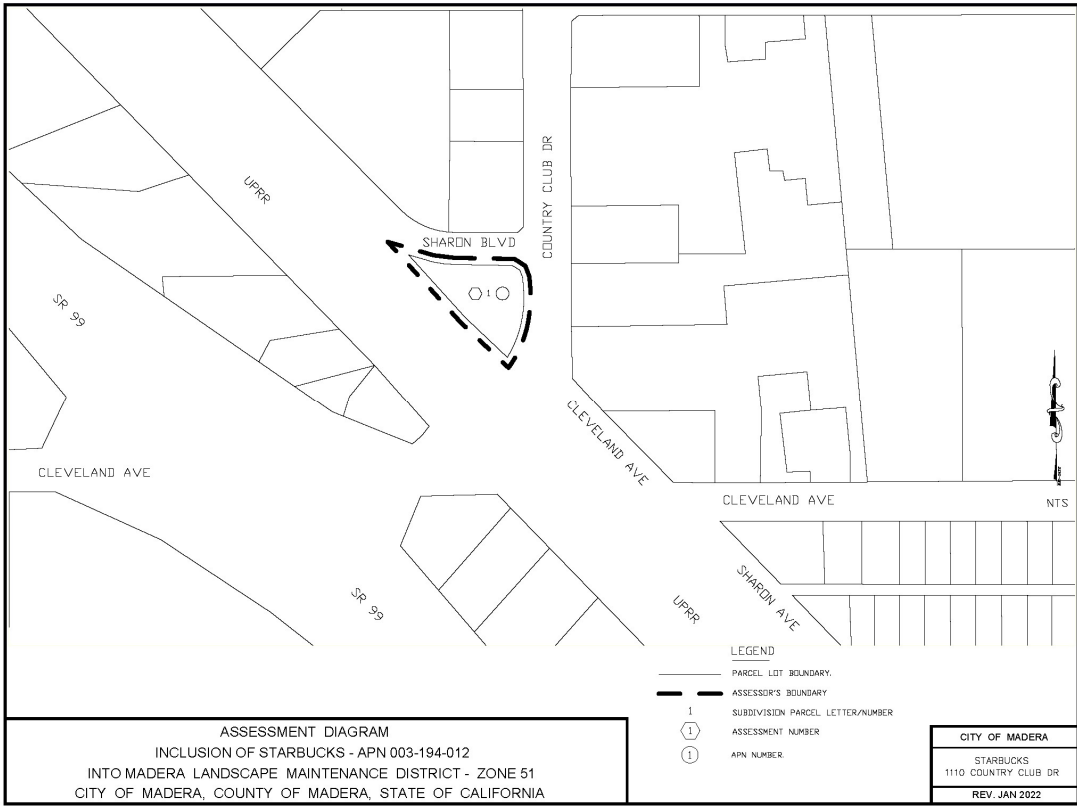 COUNTRY CLUB DR
UPRR
SHARON BLVD
1
SR 99
CLEVELAND AVE
CLEVELAND AVE
CLEVELAND AVE
NTS
SHARON AVE
SR 99
UPRR
LEGEND
PARCEL LOT BOUNDARY.
ASSESSOR'S BOUNDARY
1 SUBDIVISION PARCEL LETTER/NUMBER
1 ASSESSMENT NUMBER
1 APN NUMBER.
ASSESSMENT DIAGRAM
INCLUSION OF STARBUCKS - APN 003-194-012
INTO MADERA LANDSCAPE MAINTENANCE DISTRICT - ZONE 51
CITY OF MADERA, COUNTY OF MADERA, STATE OF CALIFORNIA
CITY OF MADERA
STARBUCKS
1110 COUNTRY CLUB DR
REV. JAN 2022